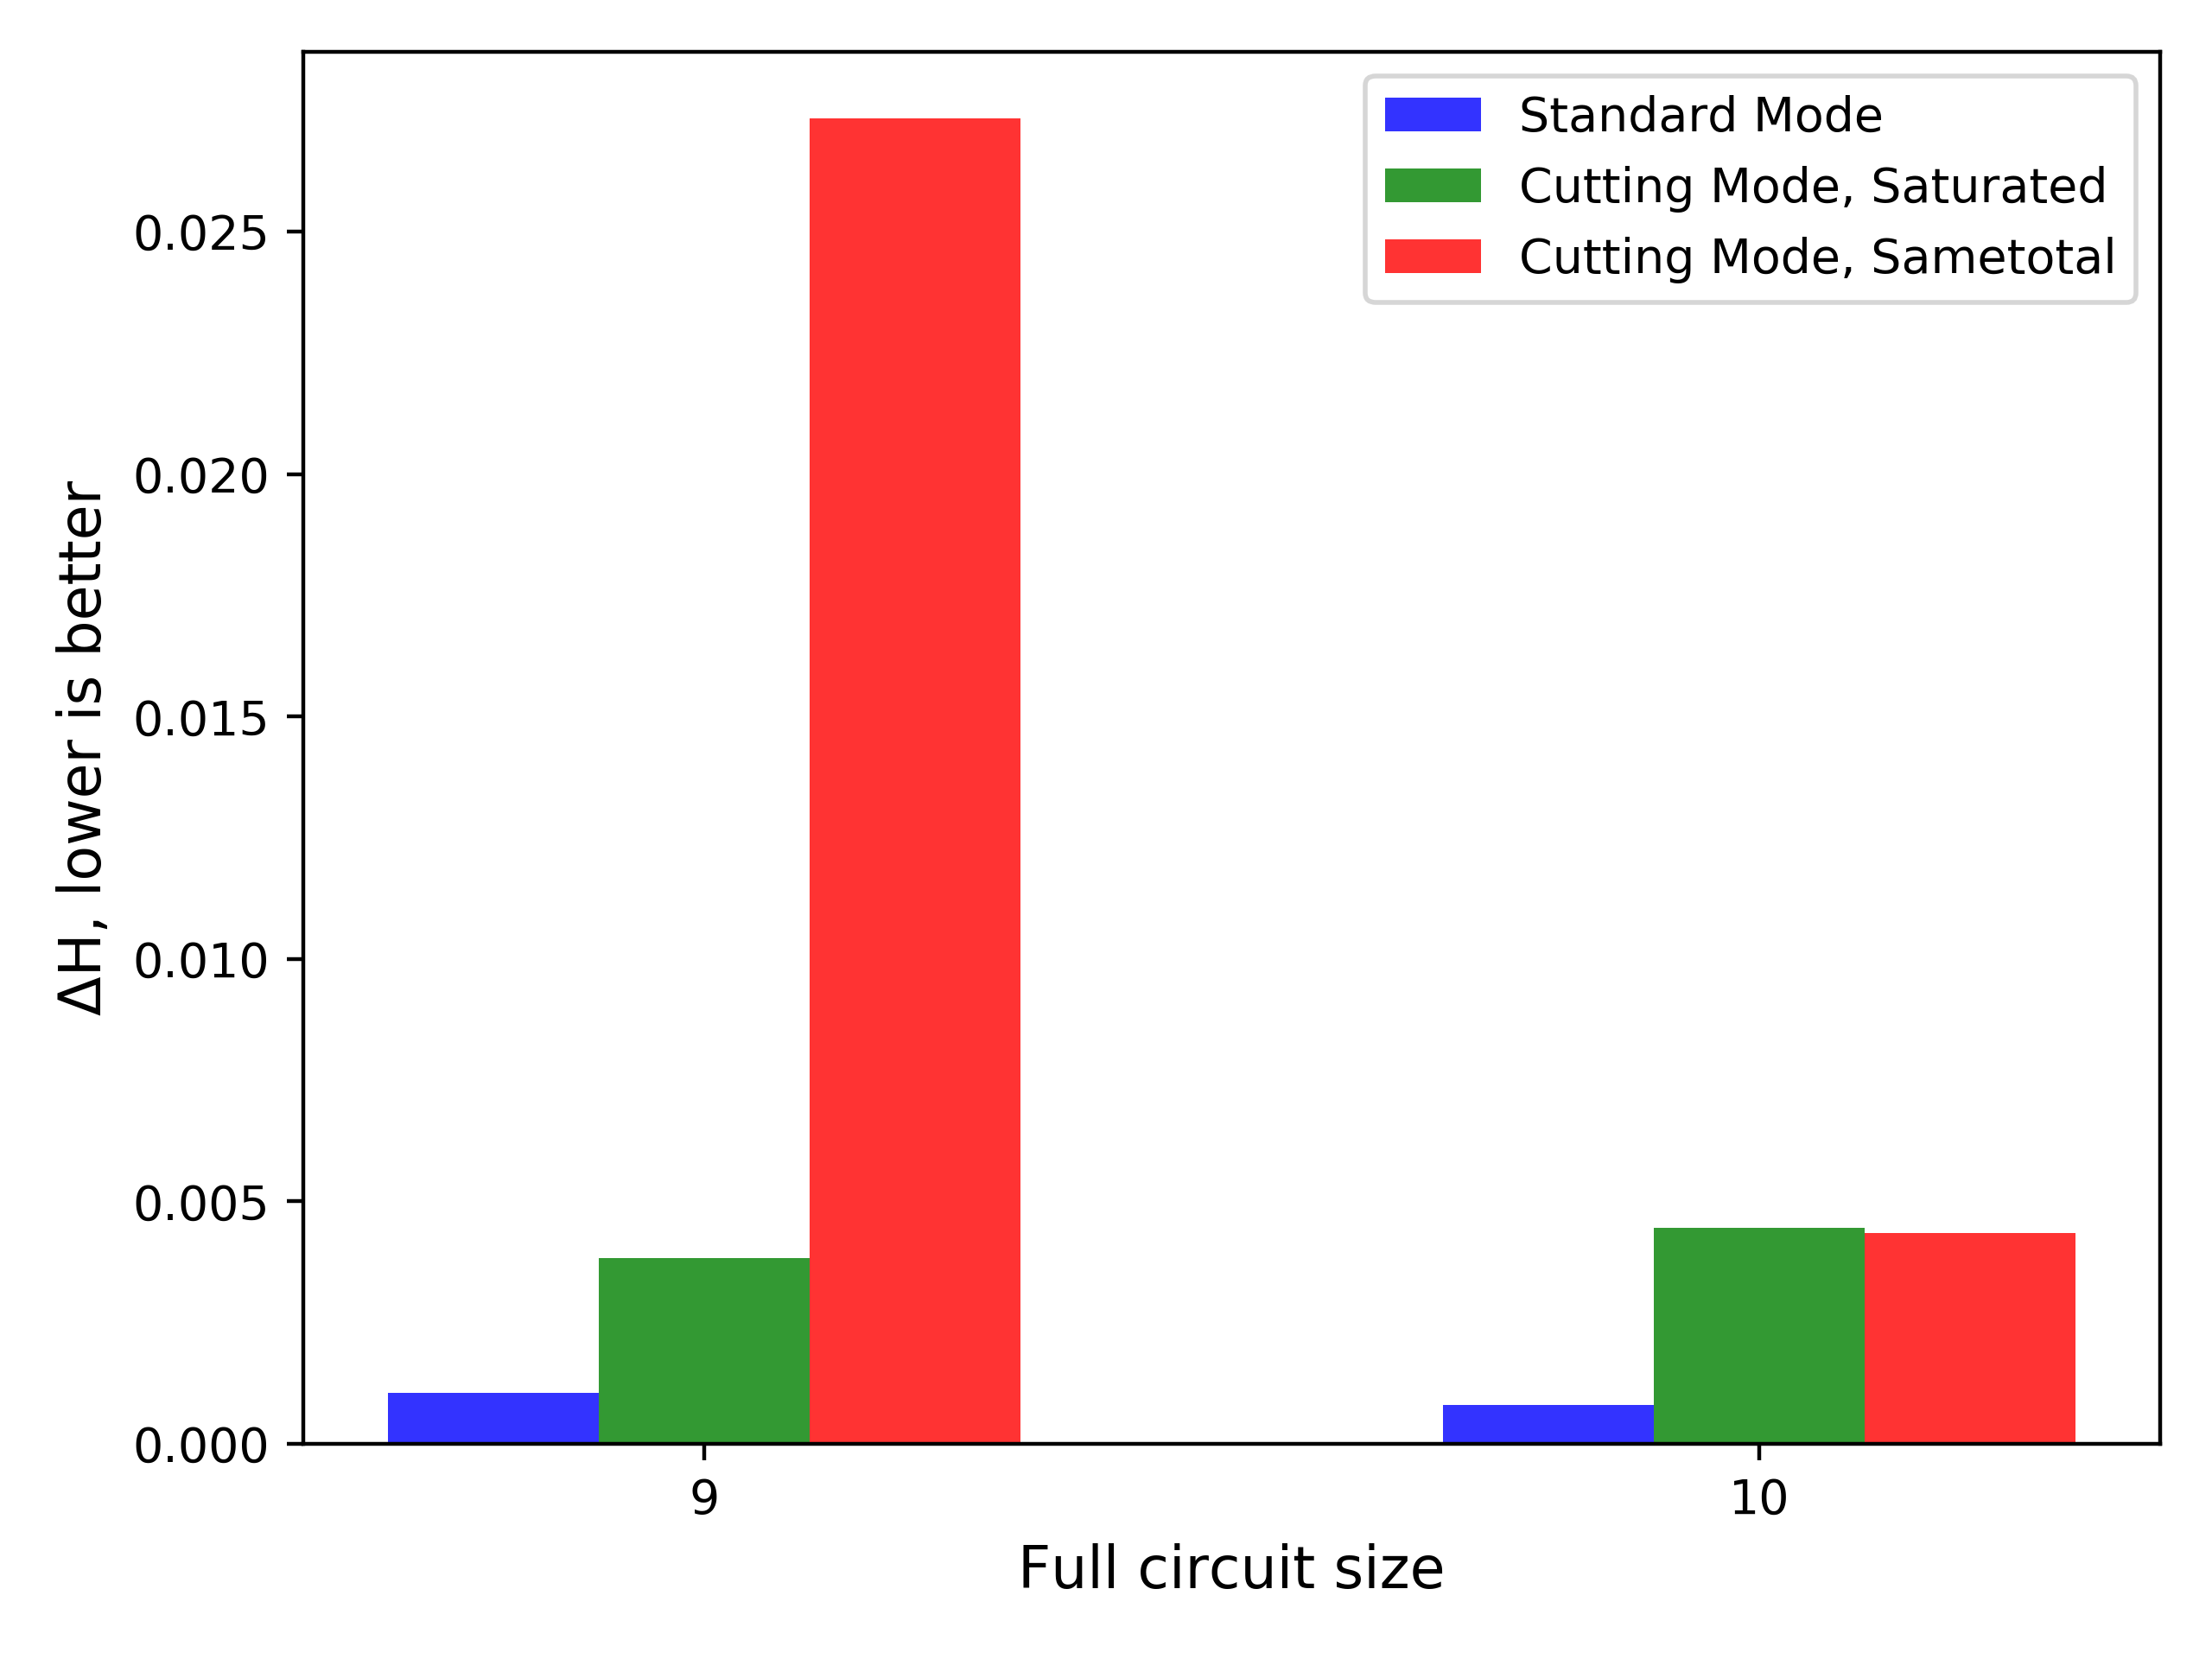 Standard Mode
Cutting Mode, Saturated
Cutting Mode, Sametotal
0.025
0.020
0.015
0.010
0.005
0.000
ΔH, lower is better
9
10
Full circuit size